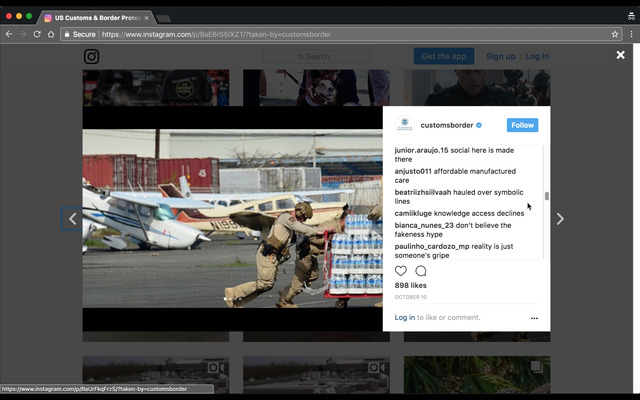 US Customs & Border Prote
Secure
https://www.instagram.com/p/BaE6rS5IXZT/?taken-by=customsborder
Search
Get the app
Sign up
Log in
customsborder
Follow
junior.araujo.15 social here is made
there
anjusto011 affordable manufactured
care
beatriizhsiilvaah hauled over symbolic
lines
camiikluge knowledge access declines
bianca_nunes_23 don't believe the
fakeness hype
paulinho_cardozo_mp reality is just
someone's gripe
898 likes
OCTOBER 10
Log in to like or comment.
https://www.instagram.com/p/BaUrFkqFrzS/?taken-by=customsborder